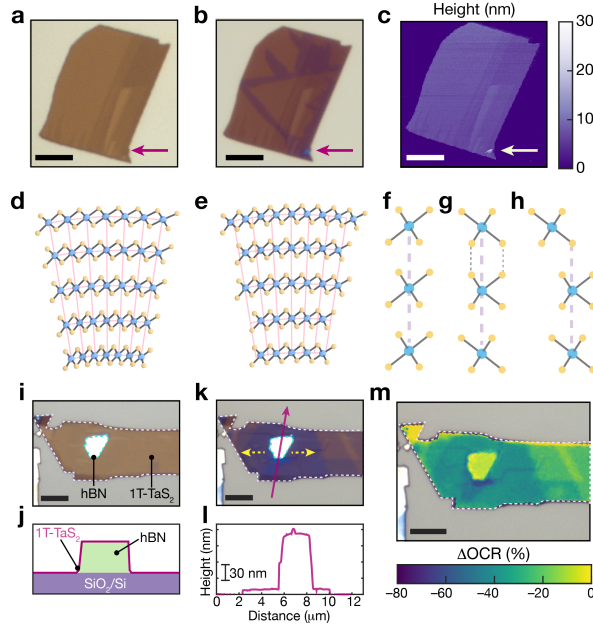 a
b
c
Height (nm)
30
20
10
0
d
e
f
g
h
i
hBN
1T-TaS2
k
m
j
1T-TaS2
hBN
SiO2/Si
l
Height (nm)
30 nm
0 2 4 6 8 10 12
Distance (μm)
ΔOCR (%)
−80 −60 −40 −20 0